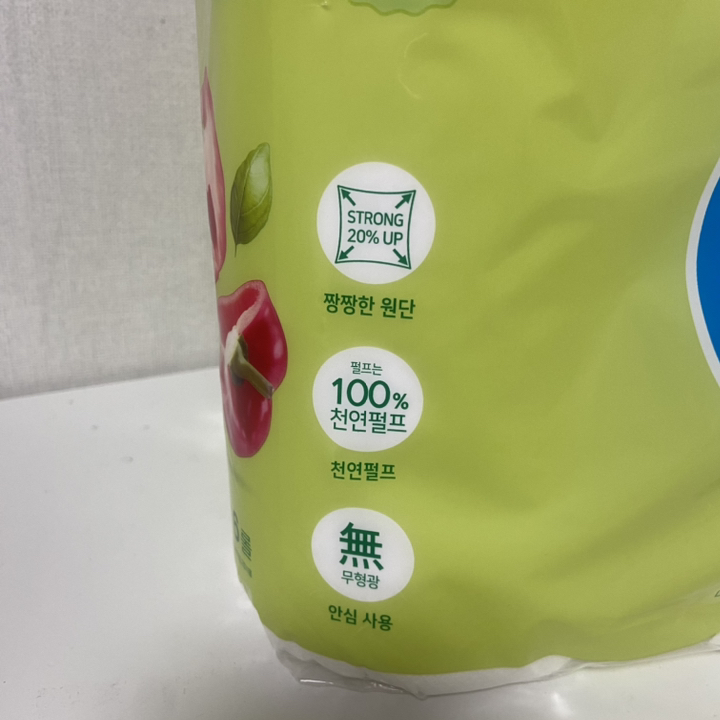 STRONG
20% UP
짱짱한 원단
펄프는
100%
천연펄프
천연펄프
無
무형광
안심 사용
롤